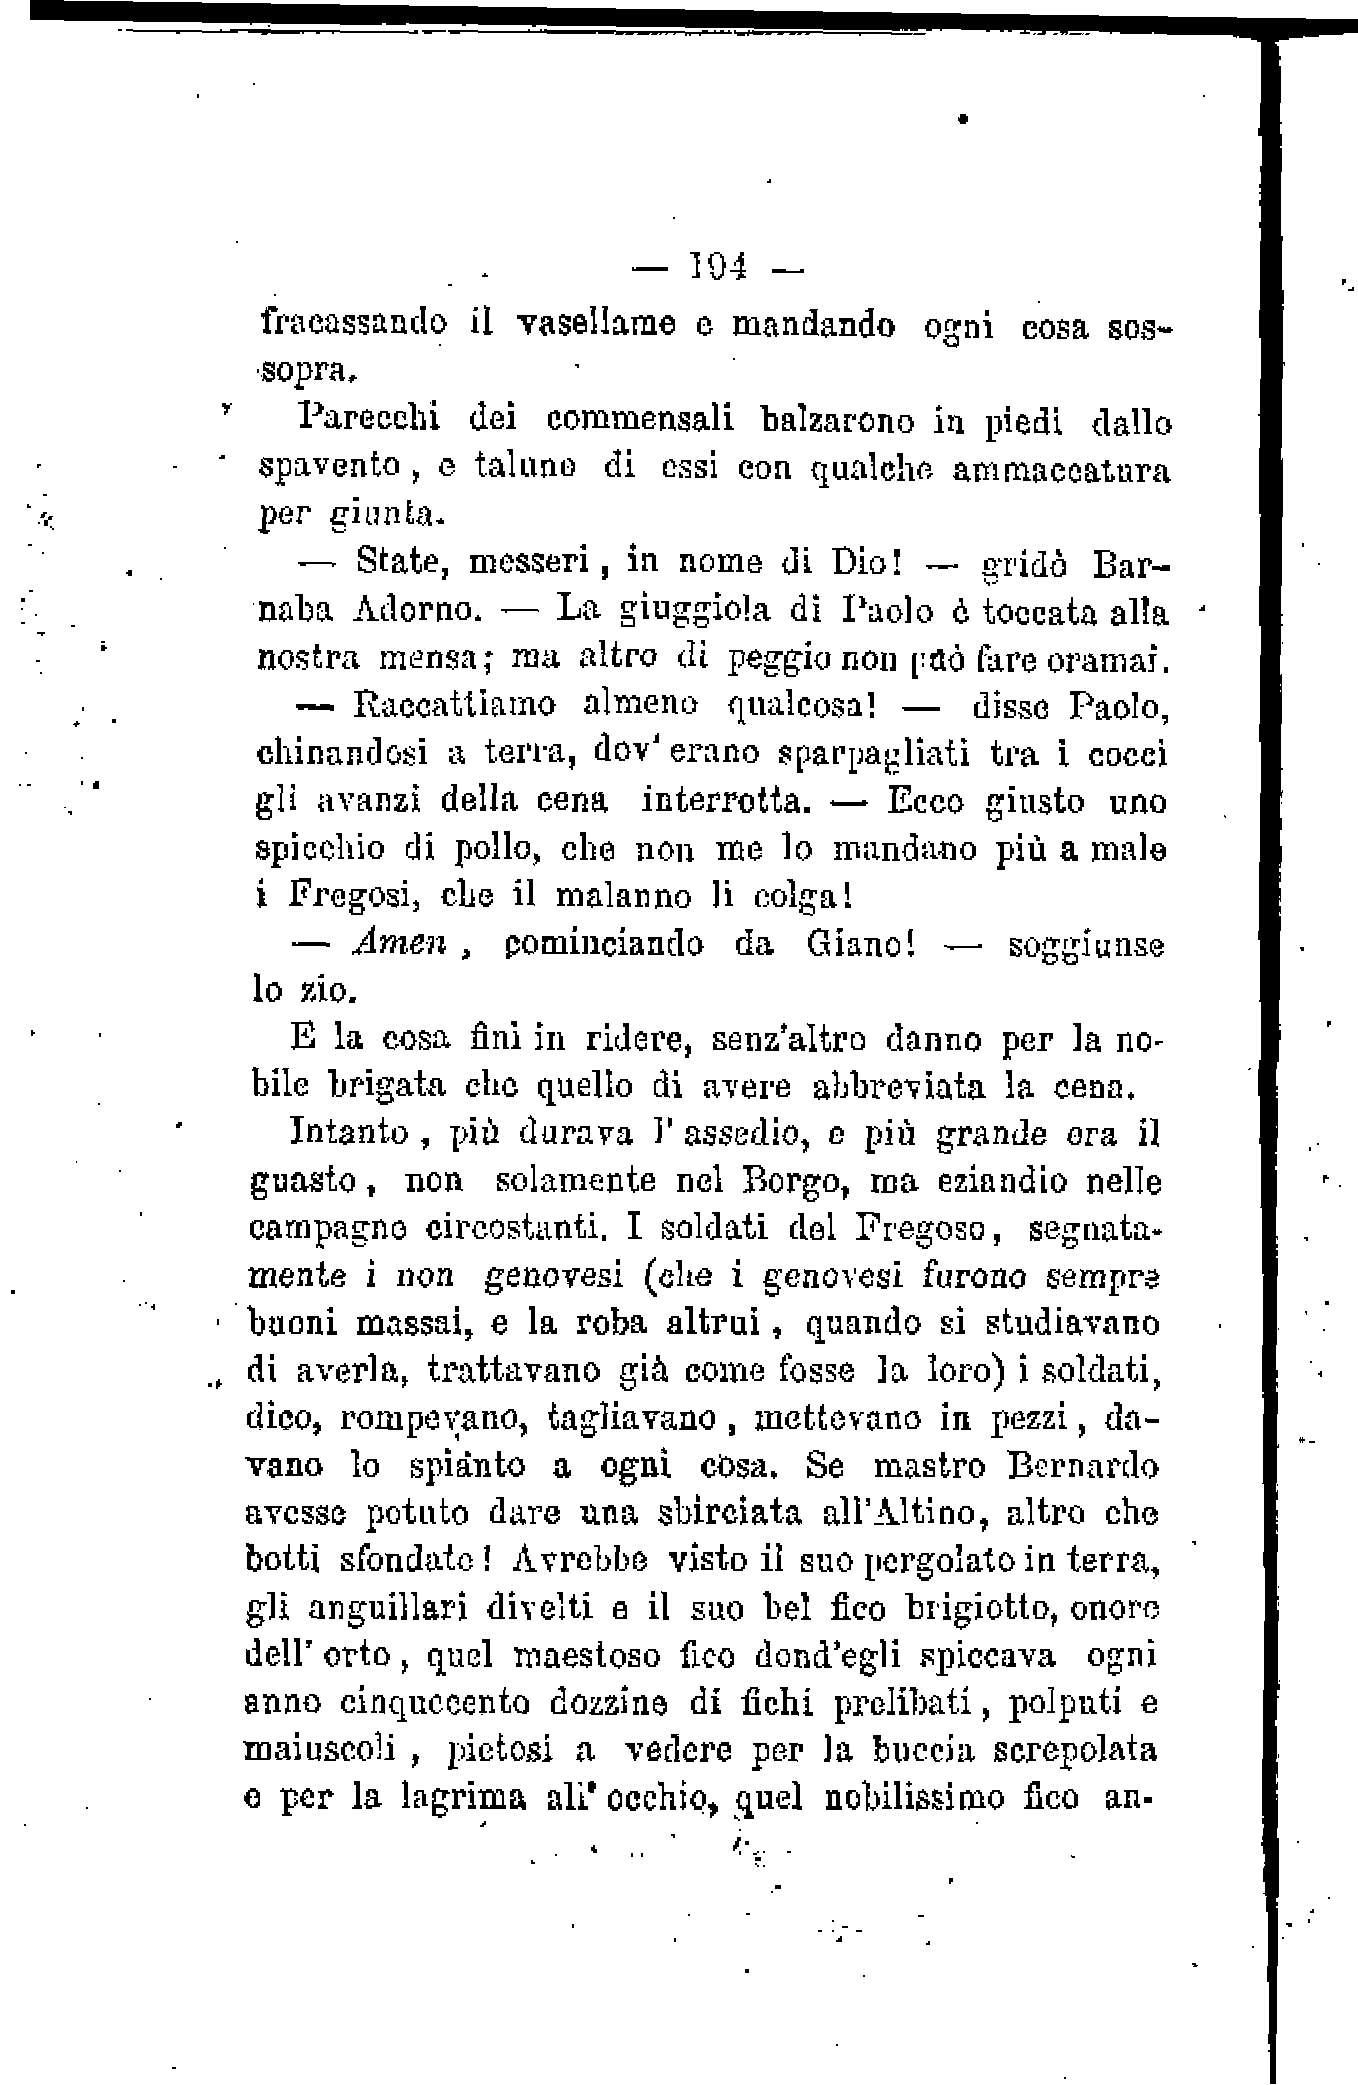 — 104 —
fracassando il vasellame e mandando ogni cosa sos-
sopra.
Parecchi dei commensali balzarono in piedi dallo
spavento, e taluno di essi con qualche ammaccatura
per giunta.
— State, messeri, in nome di Dio! — gridò Bar-
naba Adorno. — La giuggiola di Paolo è toccata alla
nostra mensa; ma altro di peggio non può fare oramai.
— Raccattiamo almeno qualcosa! — disse Paolo,
chinandosi a terra, dov' erano sparpagliati tra i cocci
gli avanzi della cena interrotta. — Ecco giusto uno
spicchio di pollo, che non me lo mandano più a male
i Fregosi, che il malanno li colga!
— Amen, cominciando da Giano! — soggiunse
lo zio.
E la cosa finì in ridere, senz'altro danno per la no-
bile brigata che quello di avere abbreviata la cena.
Intanto, più durava l' assedio, e più grande era il
guasto, non solamente nel Borgo, ma eziandio nelle
campagne circostanti. I soldati del Fregoso, segnata-
mente i non genovesi (che i genovesi furono sempre
buoni massai, e la roba altrui, quando si studiavano
di averla, trattavano già come fosse la loro) i soldati,
dico, rompevano, tagliavano, mettevano in pezzi, da-
vano lo spianto a ogni cosa. Se mastro Bernardo
avesse potuto dare una sbirciata all'Altino, altro che
botti sfondate! Avrebbe visto il suo pergolato in terra,
gli anguillari divelti e il suo bel fico brigiotto, onore
dell' orto, quel maestoso fico dond'egli spiccava ogni
anno cinquecento dozzine di fichi prelibati, polputi e
maiuscoli, pietosi a vedere per la buccia screpolata
e per la lagrima all' occhio, quel nobilissimo fico an-